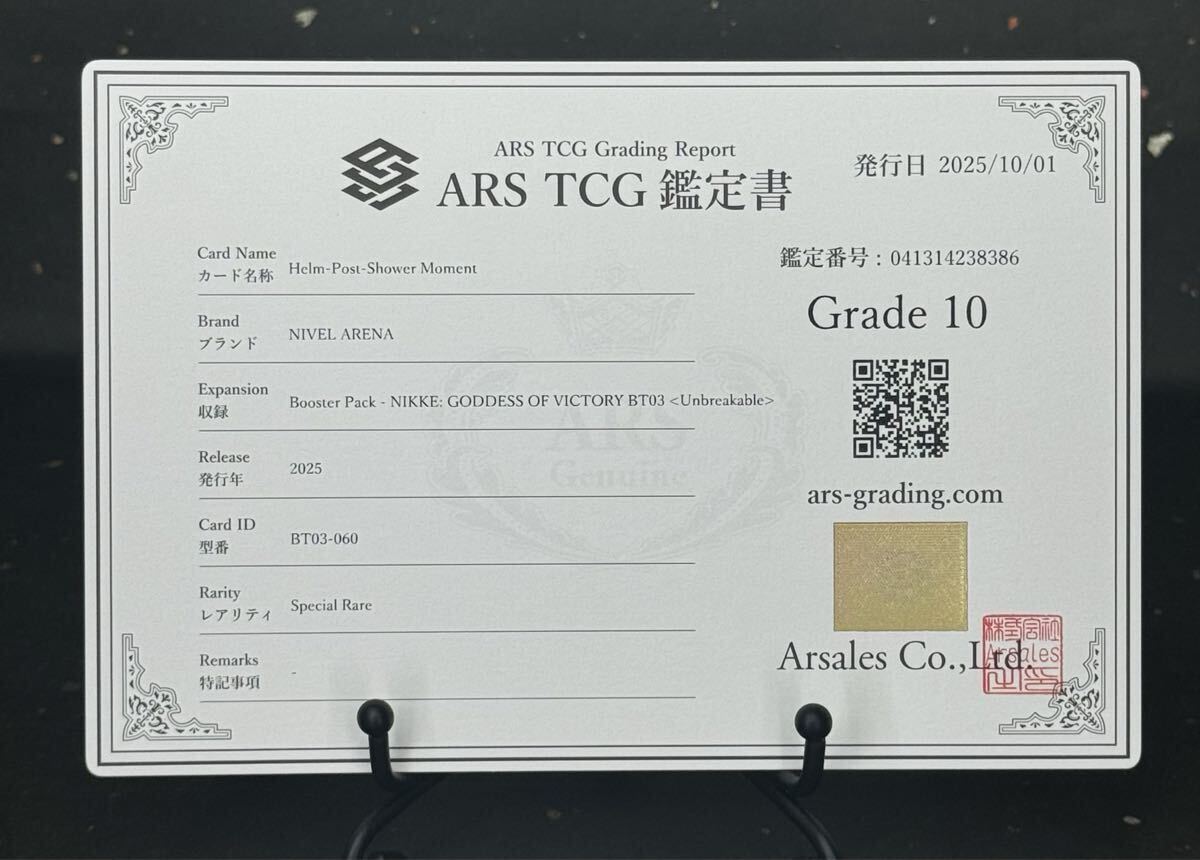 ARS TCG Grading Report
ARS TCG 鑑定書
発行日 2025/10/01
Card Name
カード名称
Helm-Post-Shower Moment
Brand
ブランド
NIVEL ARENA
Expansion
収録
Booster Pack - NIKKE: GODDESS OF VICTORY BT03 <Unbreakable>
Release
発行年
2025
Card ID
型番
BT03-060
Rarity
レアリティ
Special Rare
Remarks
特記事項
-
ARS
Genuine
鑑定番号 : 041314238386
Grade 10
ars-grading.com
Arsales Co.,Ltd.
Arsales